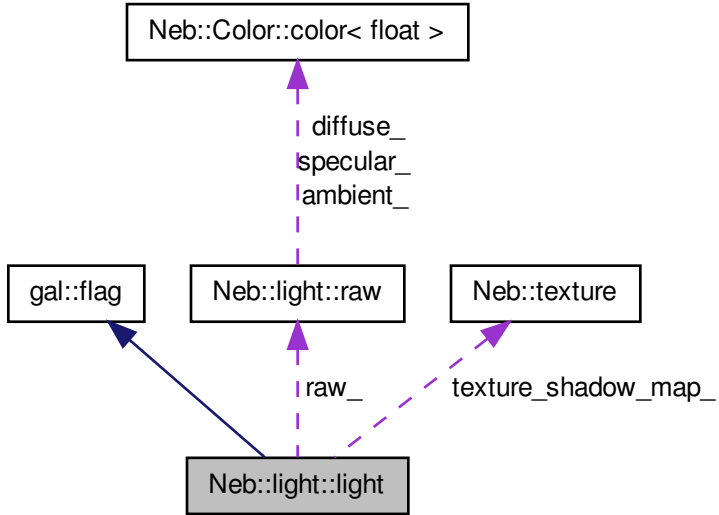 Neb::Color::color< float >
diffuse_
specular_
ambient_
gal::flag
Neb::light::raw
Neb::texture
raw_
texture_shadow_map_
Neb::light::light